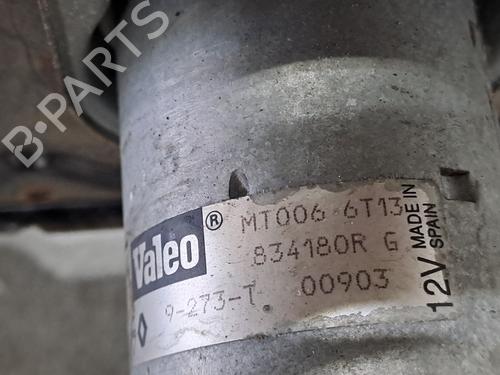 B-PARTS
Valeo ® MT006 6T13
834180R G
9-273-T 00903
12V MADE IN
SPAIN